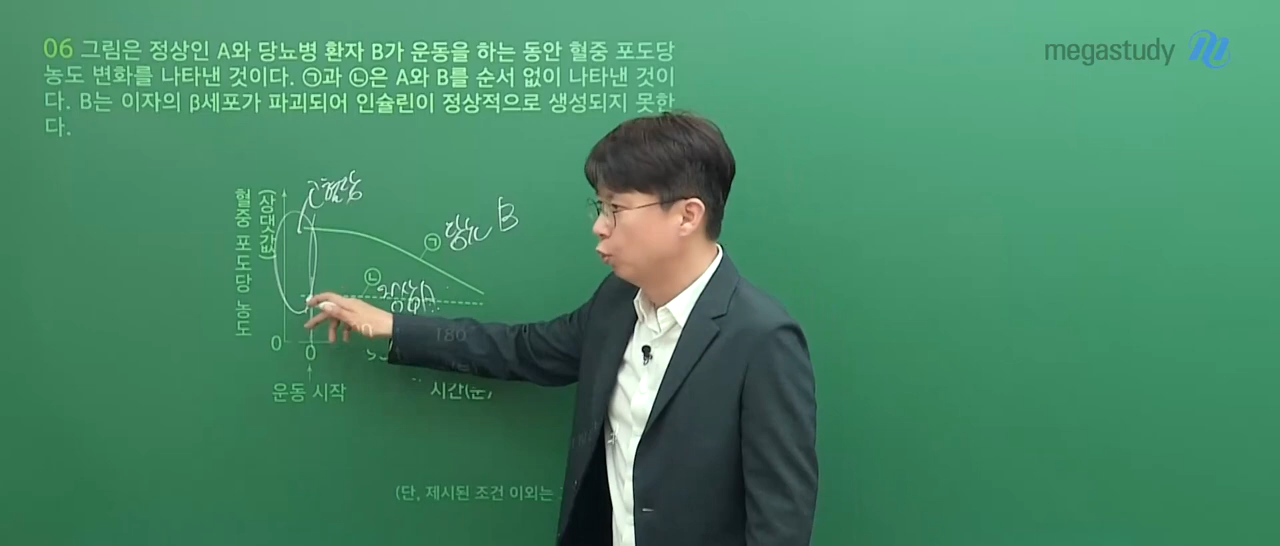 06 그림은 정상인 A와 당뇨병 환자 B가 운동을 하는 동안 혈중 포도당
농도 변화를 나타낸 것이다. ㉠과 ㉡은 A와 B를 순서 없이 나타낸 것이
다. B는 이자의 β세포가 파괴되어 인슐린이 정상적으로 생성되지 못한
다.
megastudy
혈중 포도당 농도
(상댓값)
고혈당
㉠ 당뇨 B
㉡ 정상 A
180
0
0
운동 시작
시간(분)
(단, 제시된 조건 이외는